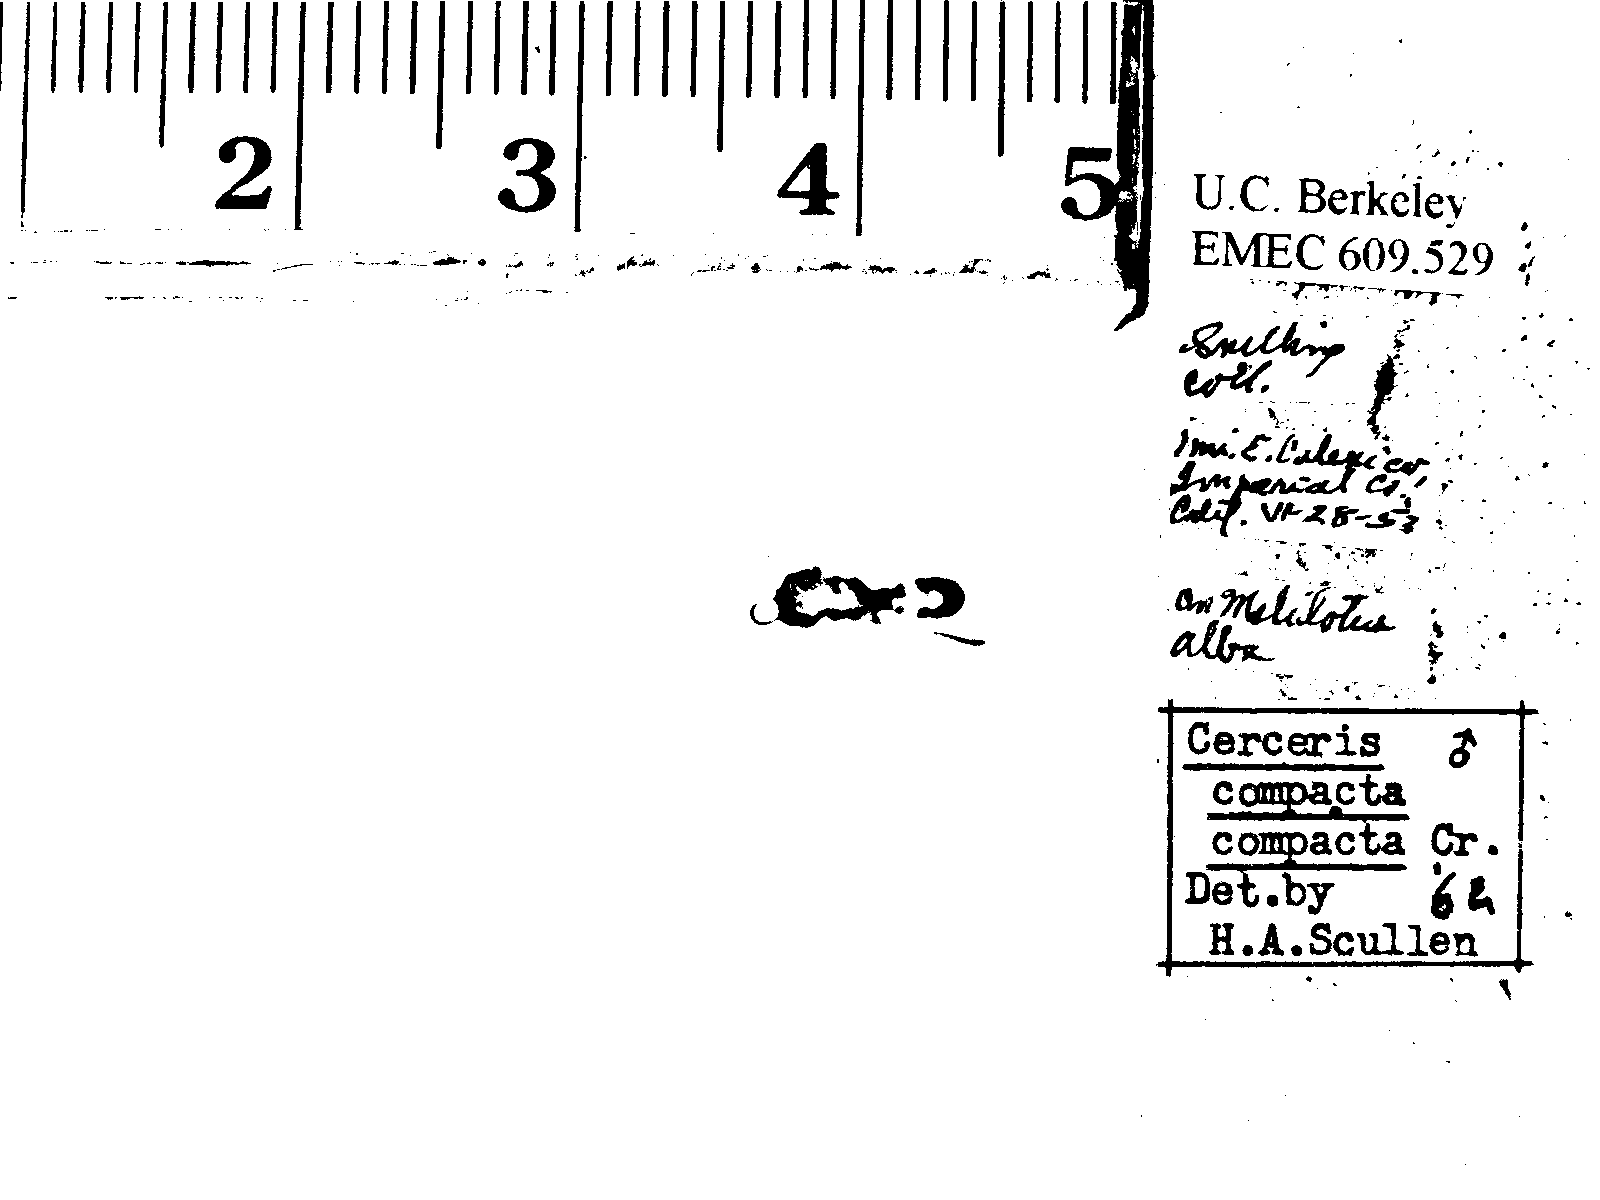 2 3 4 5
U.C. Berkeley
EMEC 609.529
Snelling
coll.
1mi. E. Calexico,
Imperial Co.,
Calif. VI-28-53
on Melilotus
alba
Cerceris ♂
compacta
compacta Cr.
Det.by 62
H.A.Scullen